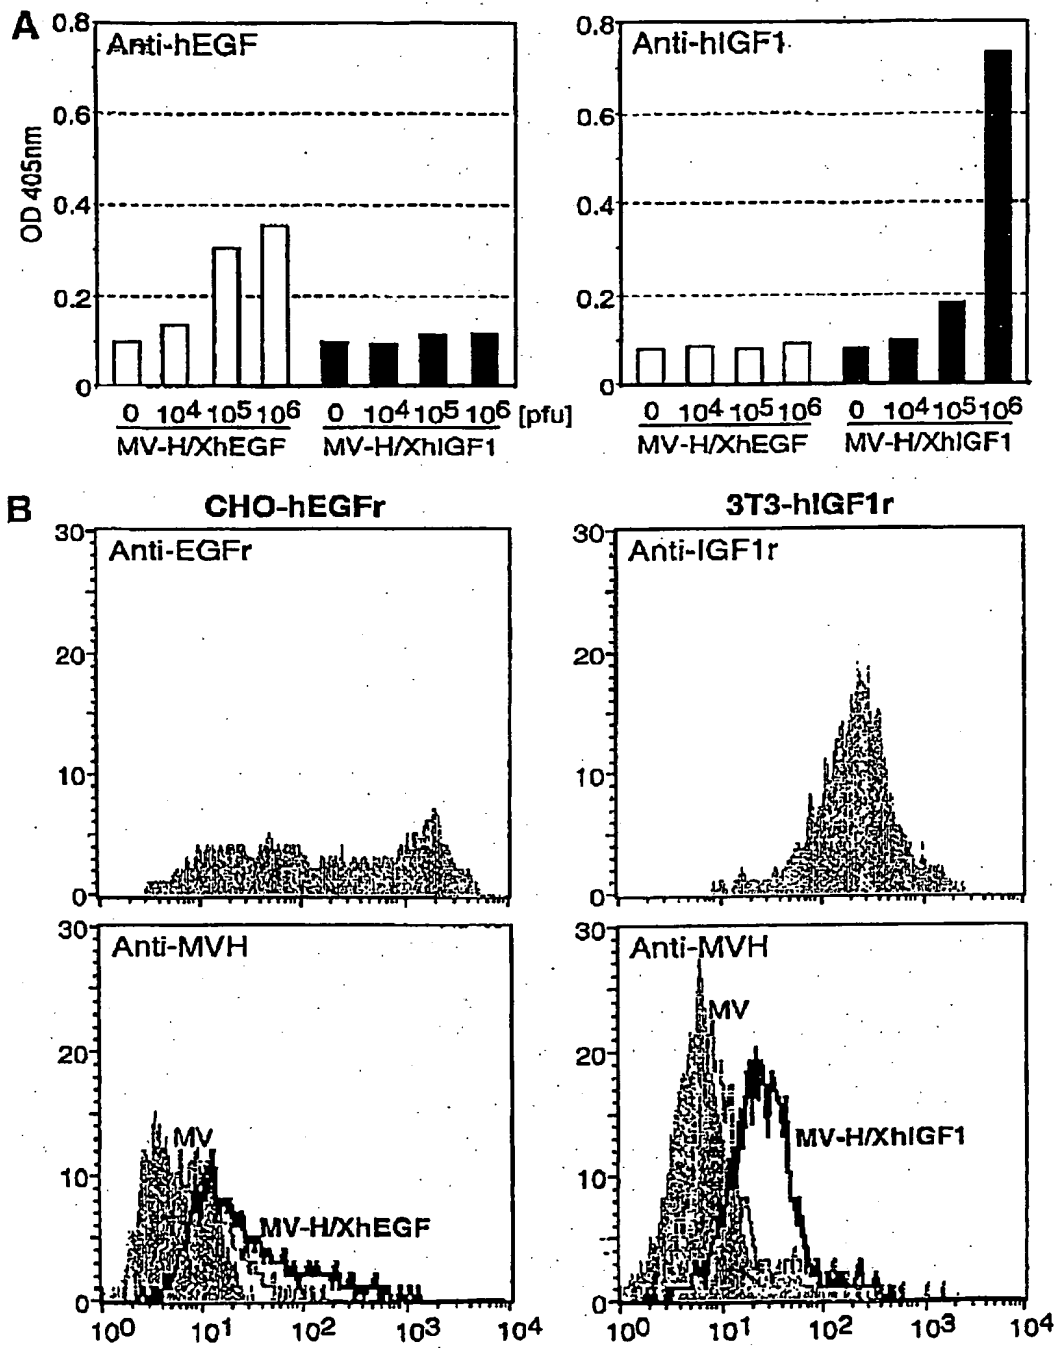 A
0.8
Anti-hEGF
0.6
0.4
0.2
0
OD 405nm
0 10⁴ 10⁵ 10⁶ 0 10⁴ 10⁵ 10⁶ [pfu]
MV-H/XhEGF MV-H/XhIGF1
0.8
Anti-hIGF1
0.6
0.4
0.2
0
0 10⁴ 10⁵ 10⁶ 0 10⁴ 10⁵ 10⁶
MV-H/XhEGF MV-H/XhIGF1
B
CHO-hEGFr
30
Anti-EGFr
20
10
0
3T3-hIGF1r
30
Anti-IGF1r
20
10
0
30
Anti-MVH
20
MV
10
MV-H/XhEGF
0
10⁰ 10¹ 10² 10³ 10⁴
30
Anti-MVH
MV
20
MV-H/XhIGF1
10
0
10⁰ 10¹ 10² 10³ 10⁴